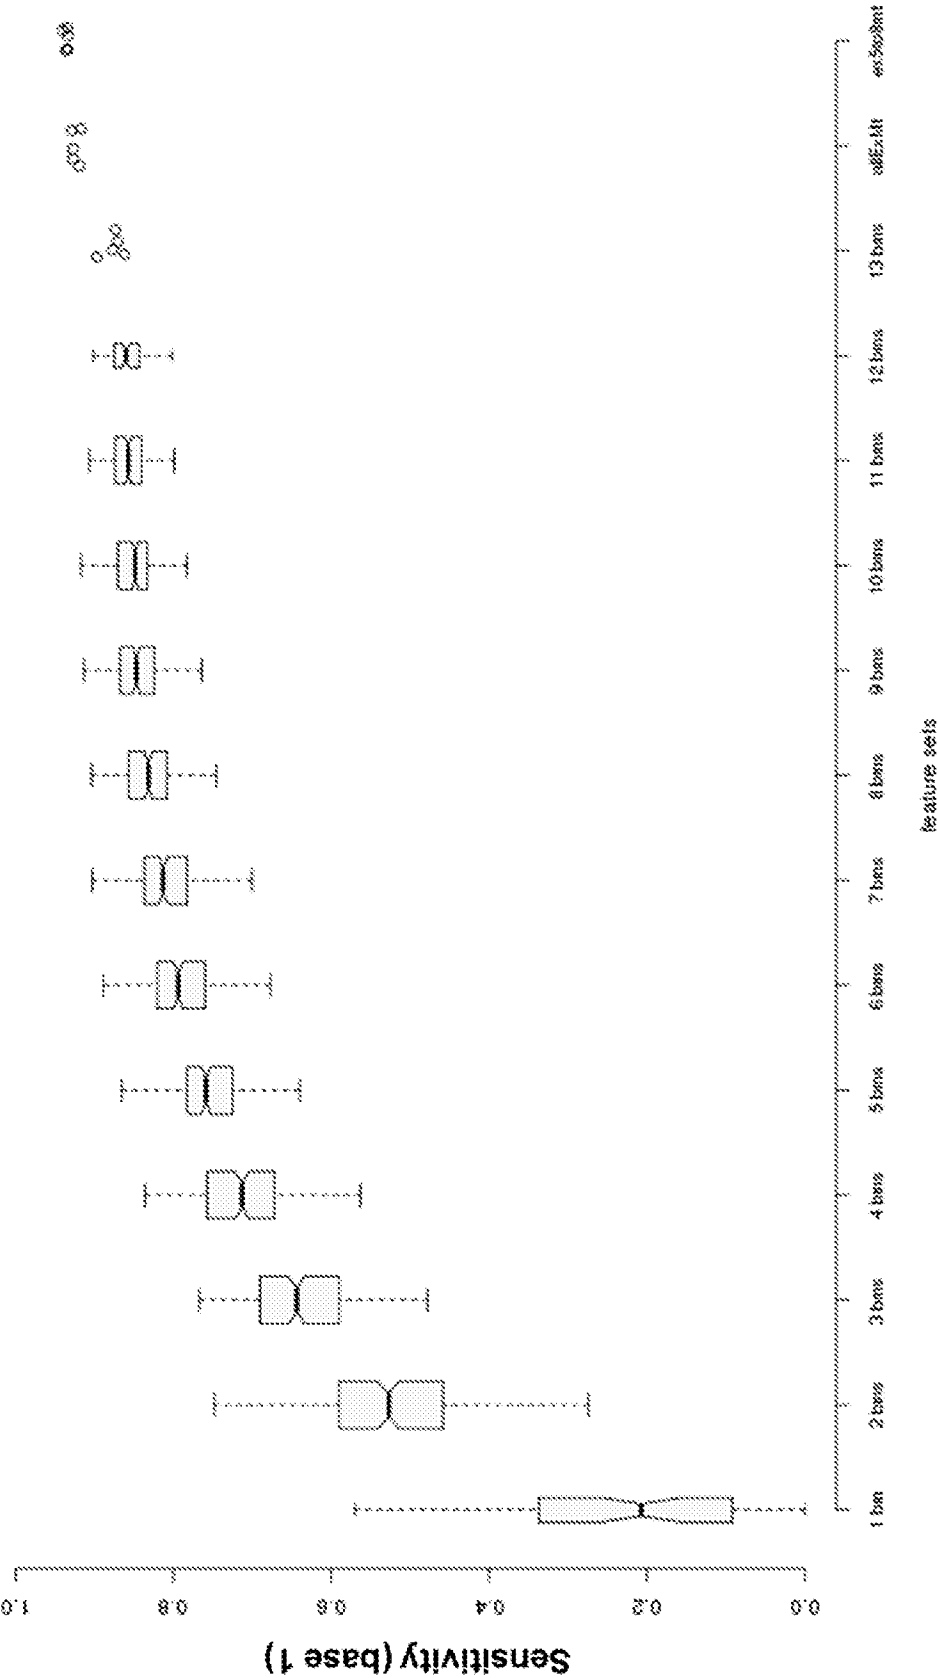 Sensitivity (base 1)
1.0
0.8
0.6
0.4
0.2
0.0
1 bm
2 bms
3 bms
4 bms
5 bms
6 bms
7 bms
8 bms
9 bms
10 bms
11 bms
12 bms
13 bms
feature sets